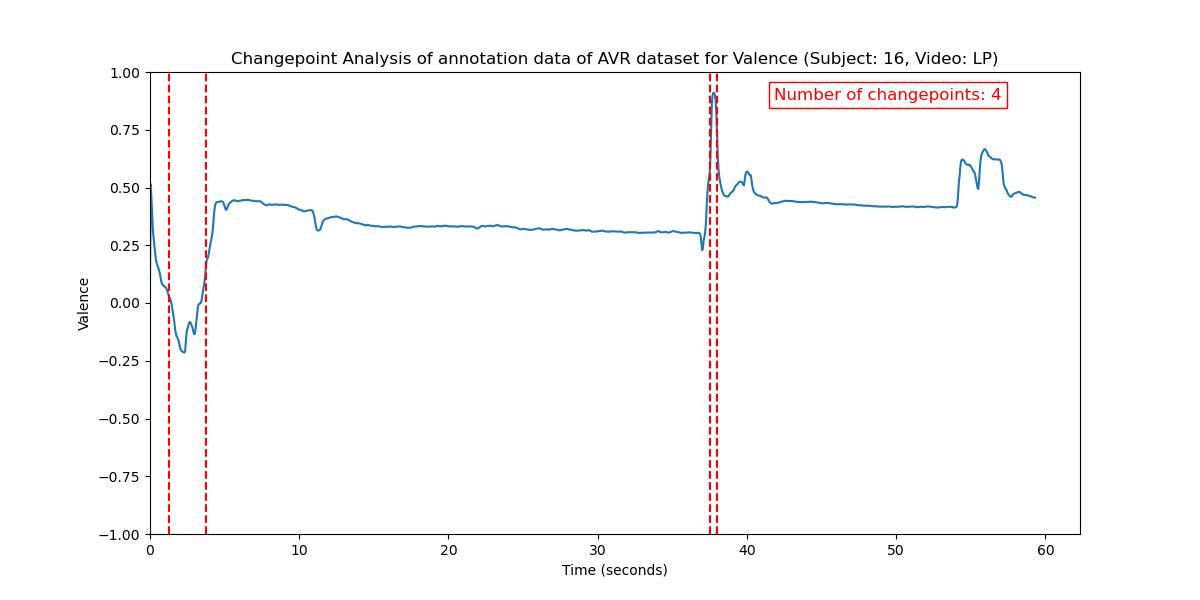 Changepoint Analysis of annotation data of AVR dataset for Valence (Subject: 16, Video: LP)
Number of changepoints: 4
1.00
0.75
0.50
0.25
0.00
−0.25
−0.50
−0.75
−1.00
Valence
0 10 20 30 40 50 60
Time (seconds)